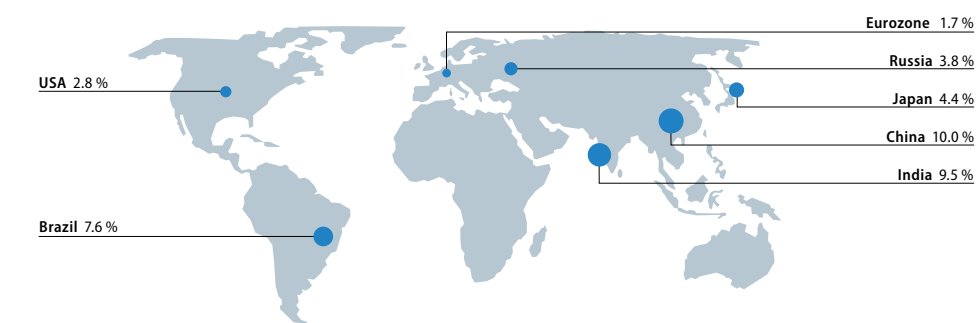 Eurozone 1.7 %
Russia 3.8 %
USA 2.8 %
Japan 4.4 %
China 10.0 %
India 9.5 %
Brazil 7.6 %